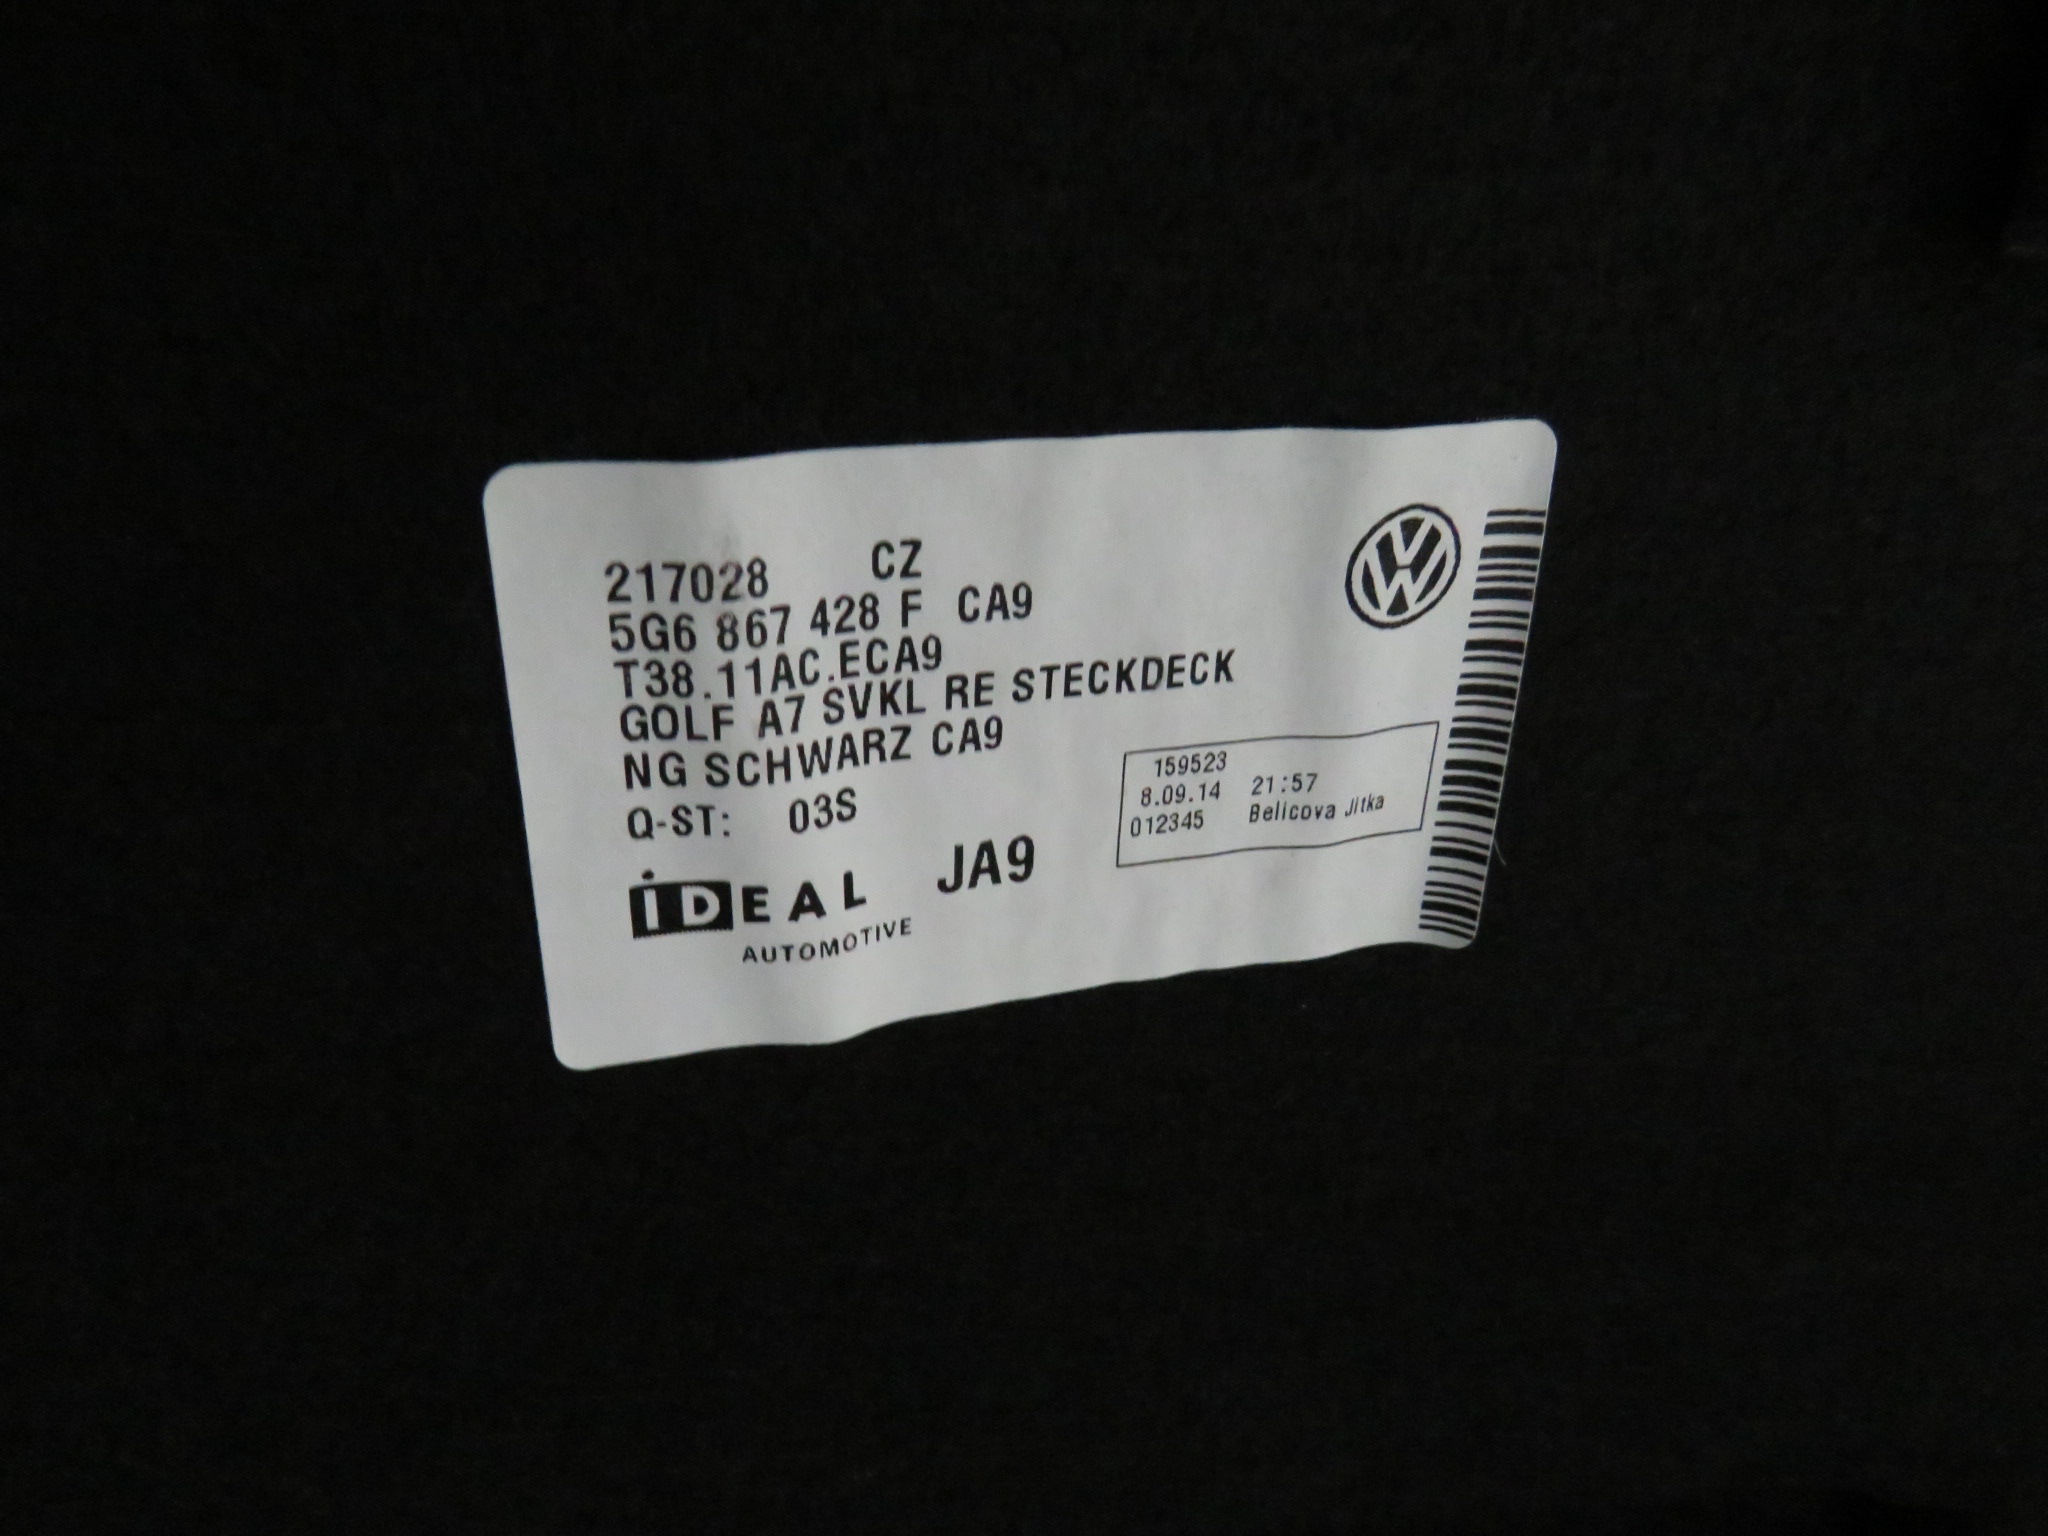 217028 CZ
5G6 867 428 F CA9
T38.11AC.ECA9
GOLF A7 SVKL RE STECKDECK
NG SCHWARZ CA9
Q-ST: 03S
iDEAL JA9
AUTOMOTIVE
159523
8.09.14 21:57
012345 Belicova Jitka
VW